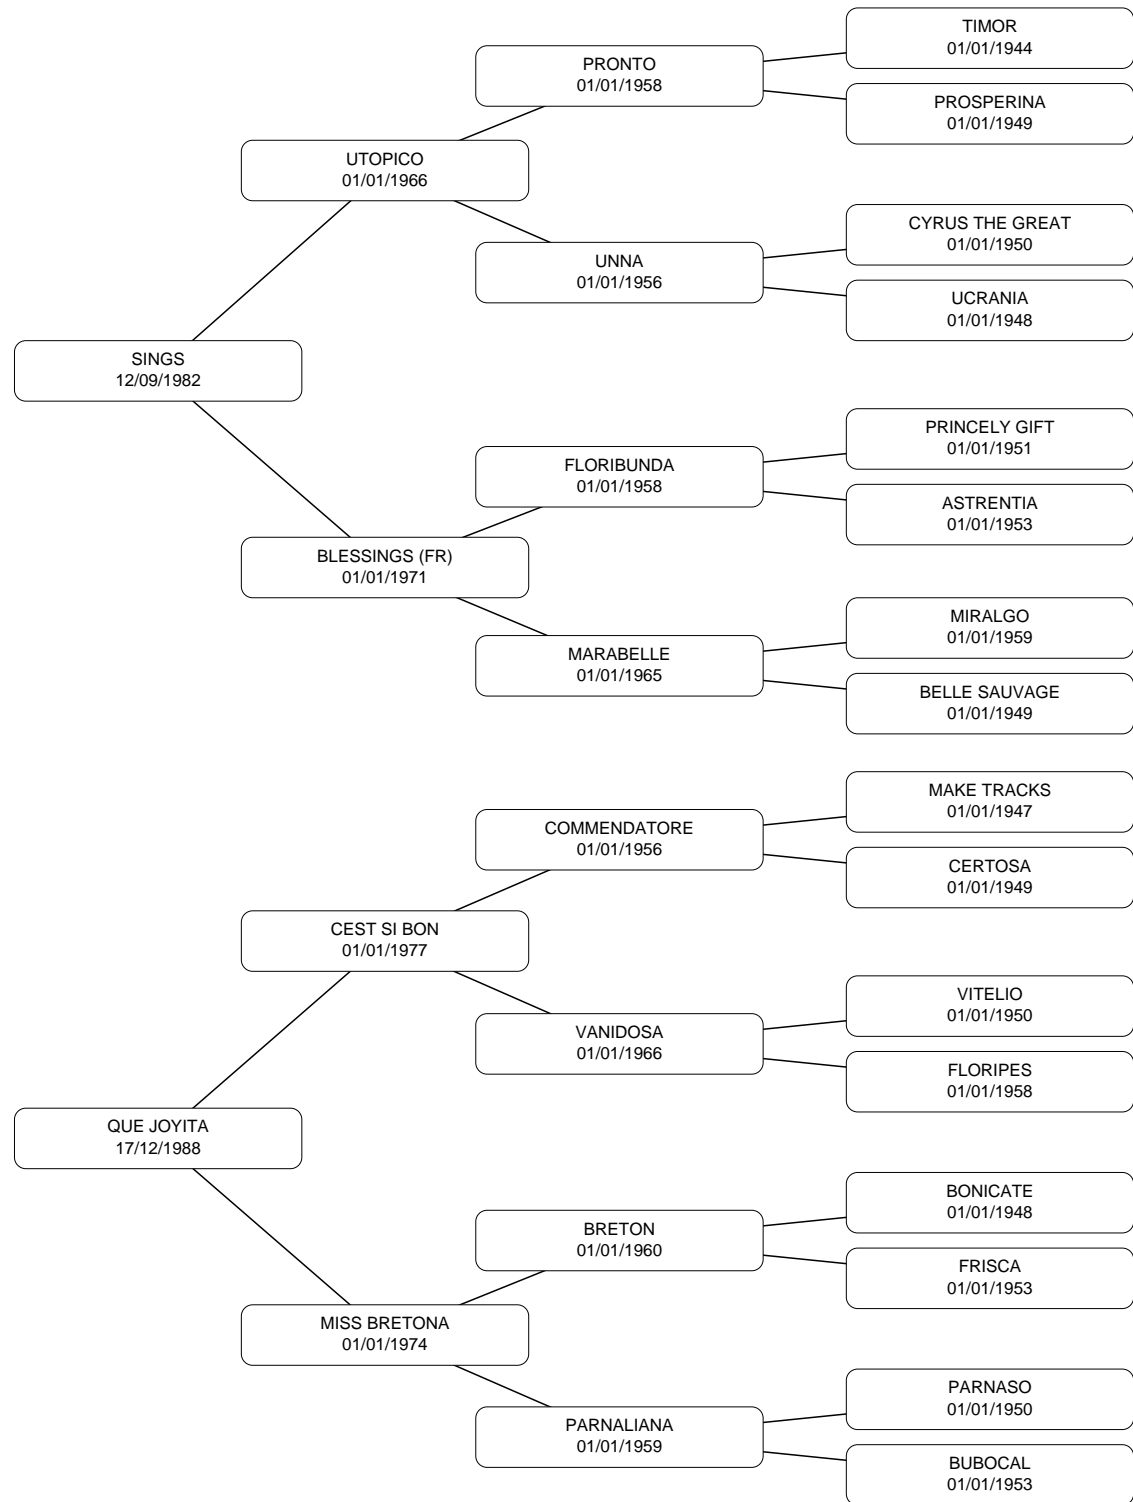 TIMOR
01/01/1944
PRONTO
01/01/1958
PROSPERINA
01/01/1949
UTOPICO
01/01/1966
CYRUS THE GREAT
01/01/1950
UNNA
01/01/1956
UCRANIA
01/01/1948
SINGS
12/09/1982
PRINCELY GIFT
01/01/1951
FLORIBUNDA
01/01/1958
ASTRENTIA
01/01/1953
BLESSINGS (FR)
01/01/1971
MIRALGO
01/01/1959
MARABELLE
01/01/1965
BELLE SAUVAGE
01/01/1949
MAKE TRACKS
01/01/1947
COMMENDATORE
01/01/1956
CERTOSA
01/01/1949
CEST SI BON
01/01/1977
VITELIO
01/01/1950
VANIDOSA
01/01/1966
FLORIPES
01/01/1958
QUE JOYITA
17/12/1988
BONICATE
01/01/1948
BRETON
01/01/1960
FRISCA
01/01/1953
MISS BRETONA
01/01/1974
PARNASO
01/01/1950
PARNALIANA
01/01/1959
BUBOCAL
01/01/1953